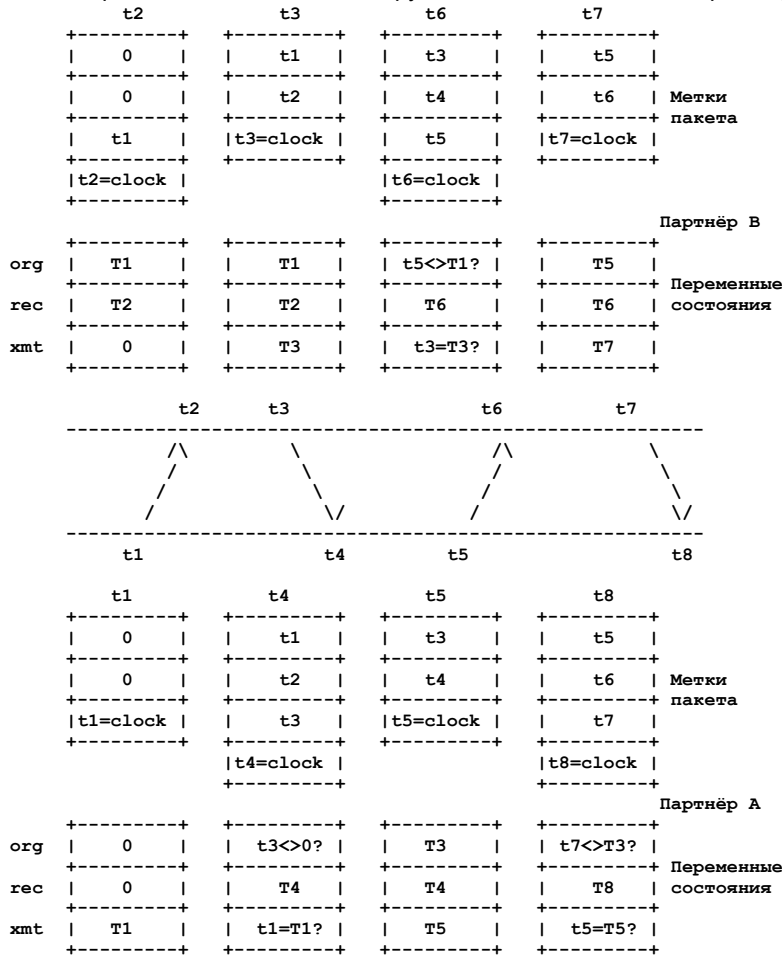 t2 t3 t6 t7
+---------+ +---------+ +---------+ +---------+
| 0 | | t1 | | t3 | | t5 |
+---------+ +---------+ +---------+ +---------+
| 0 | | t2 | | t4 | | t6 | Метки
+---------+ +---------+ +---------+ +---------+ пакета
| t1 | |t3=clock | | t5 | |t7=clock |
+---------+ +---------+ +---------+ +---------+
|t2=clock | |t6=clock |
+---------+ +---------+
Партнёр B
+---------+ +---------+ +---------+ +---------+
org | T1 | | T1 | | t5<>T1? | | T5 |
+---------+ +---------+ +---------+ +---------+ Переменные
rec | T2 | | T2 | | T6 | | T6 | состояния
+---------+ +---------+ +---------+ +---------+
xmt | 0 | | T3 | | t3=T3? | | T7 |
+---------+ +---------+ +---------+ +---------+
t2 t3 t6 t7
---------------------------------------------------------
/\ \ /\ \
/ \ / \
/ \ / \
/ \/ / \/
---------------------------------------------------------
t1 t4 t5 t8
t1 t4 t5 t8
+---------+ +---------+ +---------+ +---------+
| 0 | | t1 | | t3 | | t5 |
+---------+ +---------+ +---------+ +---------+
| 0 | | t2 | | t4 | | t6 | Метки
+---------+ +---------+ +---------+ +---------+ пакета
|t1=clock | | t3 | |t5=clock | | t7 |
+---------+ +---------+ +---------+ +---------+
|t4=clock | |t8=clock |
+---------+ +---------+
Партнёр A
+---------+ +---------+ +---------+ +---------+
org | 0 | | t3<>0? | | T3 | | t7<>T3? |
+---------+ +---------+ +---------+ +---------+ Переменные
rec | 0 | | T4 | | T4 | | T8 | состояния
+---------+ +---------+ +---------+ +---------+
xmt | T1 | | t1=T1? | | T5 | | t5=T5? |
+---------+ +---------+ +---------+ +---------+